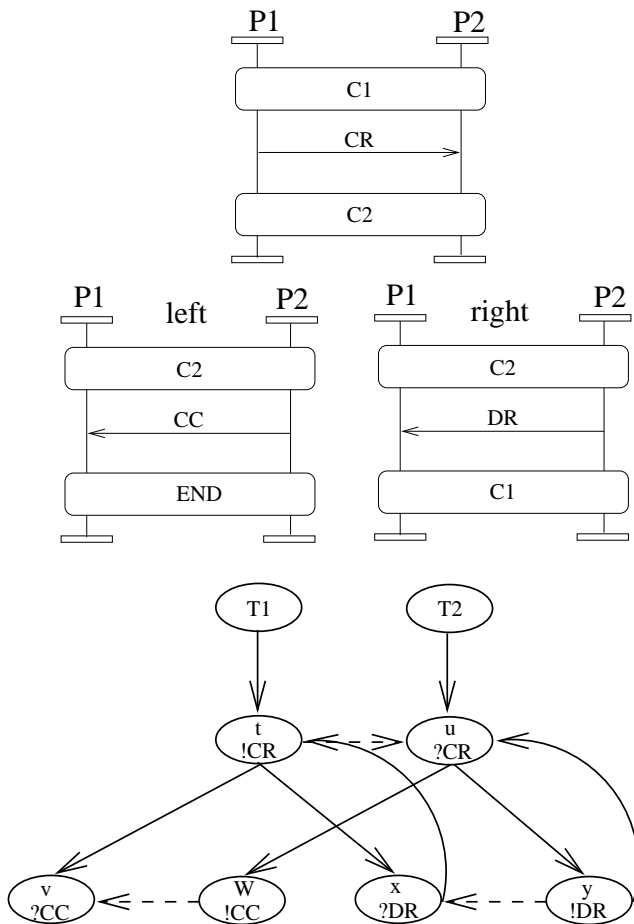 P1 P2
C1
CR
C2
P1 left P2
C2
CC
END
P1 right P2
C2
DR
C1
T1 T2
t
!CR
u
?CR
v
?CC
W
!CC
x
?DR
y
!DR